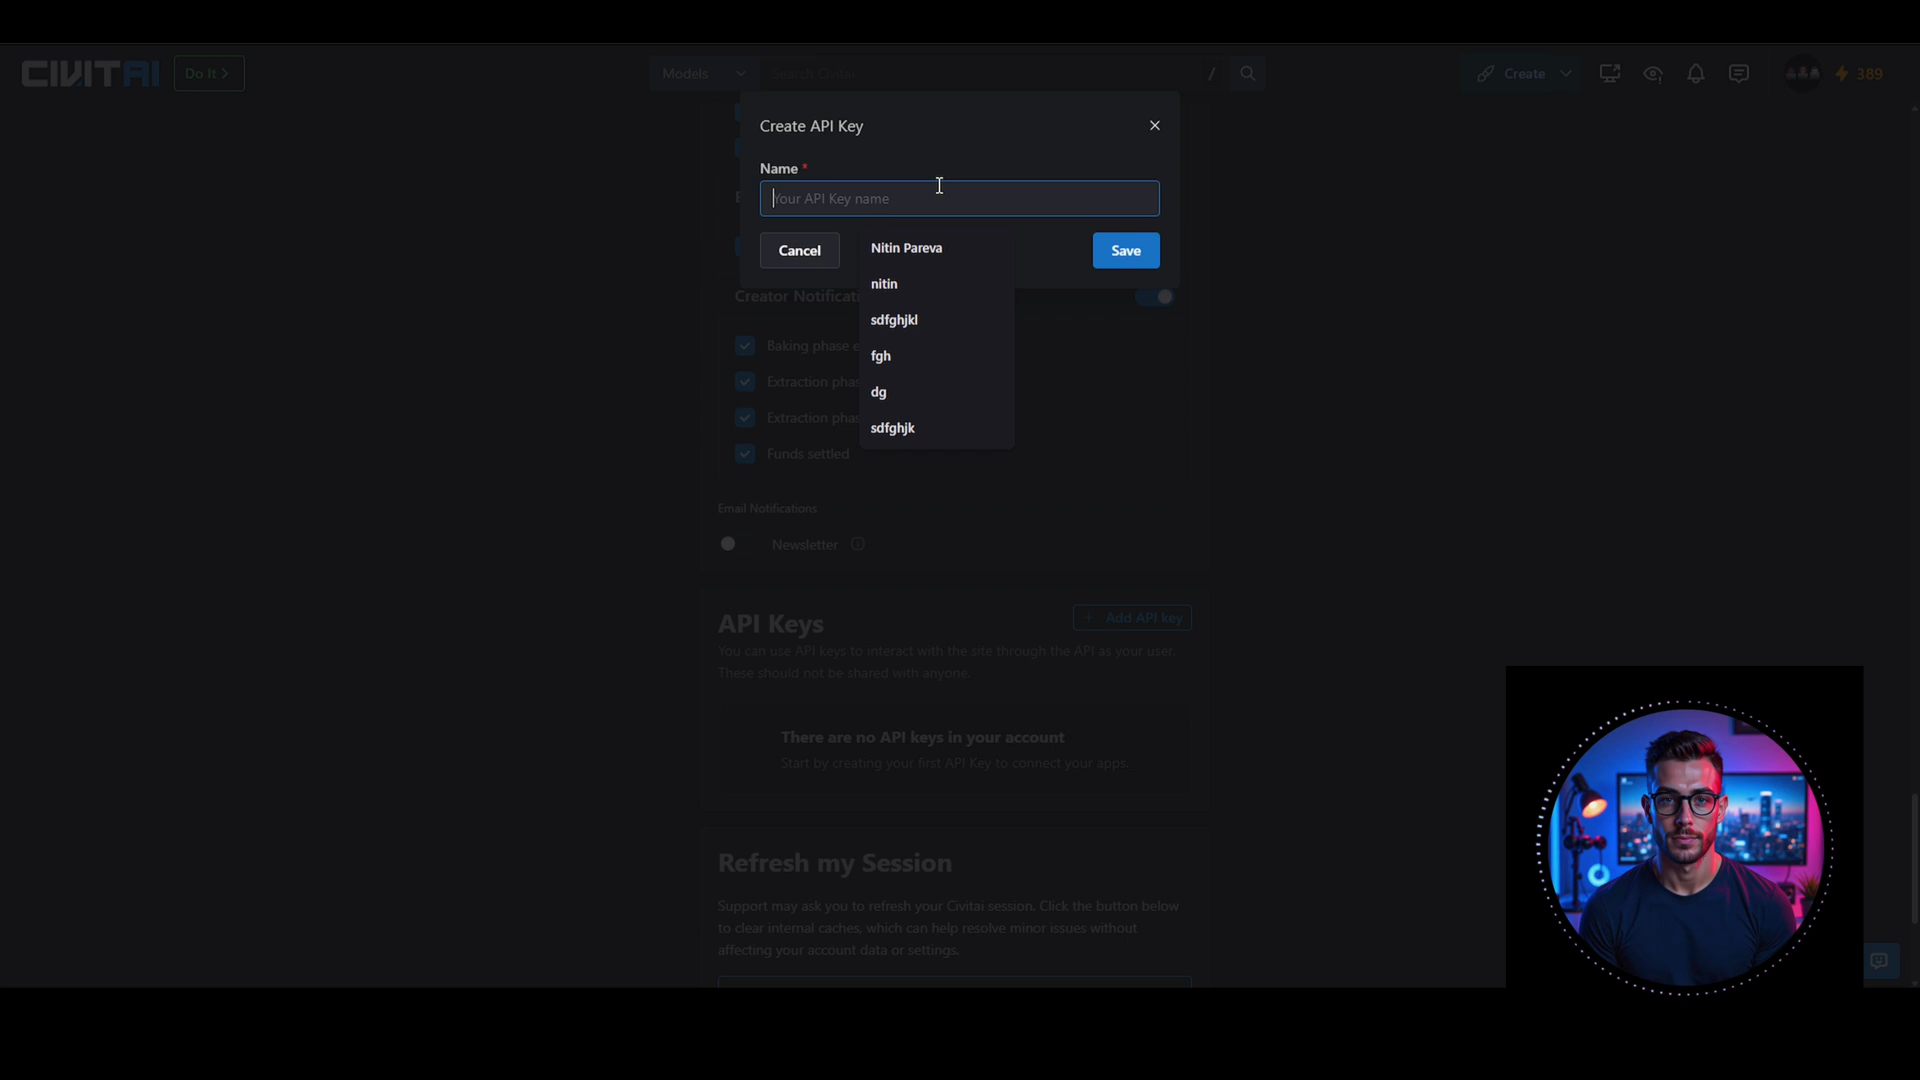 CIVITAI
Do It >
Models
Search Civitai
/
Create
389
Create API Key
Name *
Your API Key name
Cancel
Save
Nitin Pareva
nitin
sdfghjkl
fgh
dg
sdfghjk
Creator Notificati
Baking phase e
Extraction phas
Extraction phas
Funds settled
Email Notifications
Newsletter
API Keys
+ Add API key
You can use API keys to interact with the site through the API as your user.
These should not be shared with anyone.
There are no API keys in your account
Start by creating your first API Key to connect your apps.
Refresh my Session
Support may ask you to refresh your Civitai session. Click the button below
to clear internal caches, which can help resolve minor issues without
affecting your account data or settings.